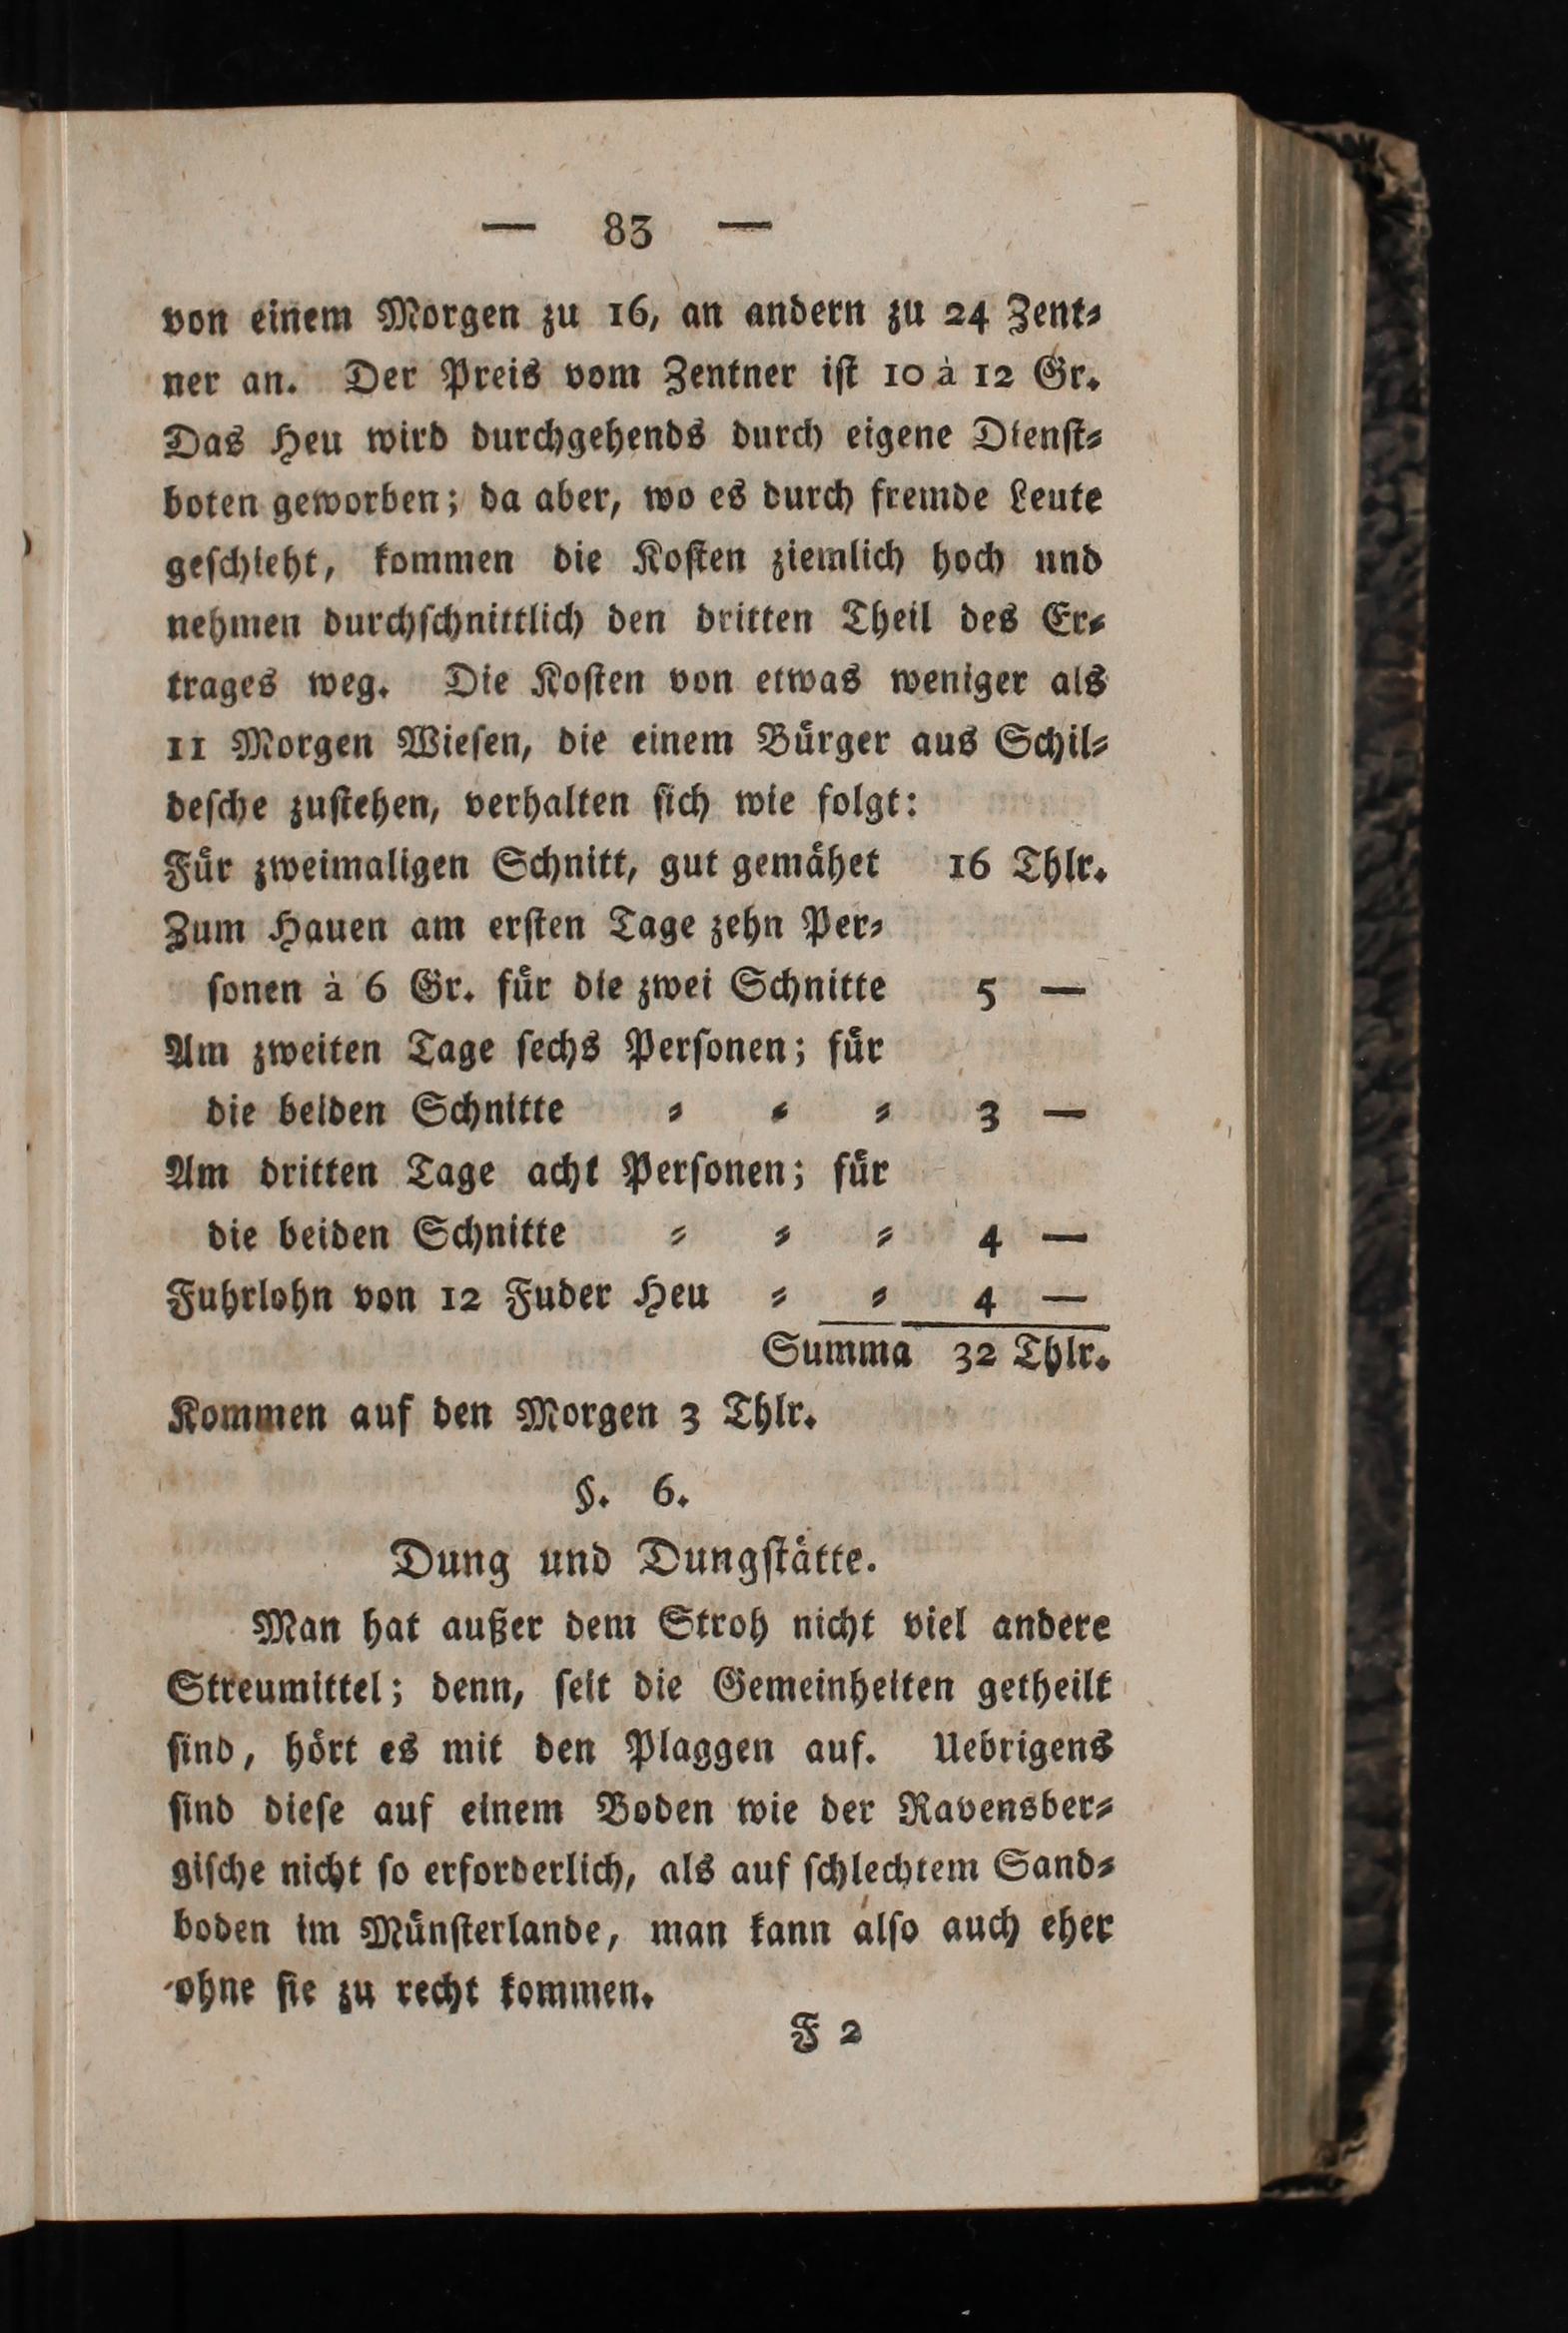 — 83 —
von einem Morgen zu 16, an andern zu 24 Zent⸗
ner an. Der Preis vom Zentner iſt 10 à 12 Gr.
Das Heu wird durchgehends durch eigene Dienſt⸗
boten geworben; da aber, wo es durch fremde Leute
geſchieht, kommen die Koſten ziemlich hoch und
nehmen durchſchnittlich den dritten Theil des Er⸗
trages weg. Die Koſten von etwas weniger als
11 Morgen Wieſen, die einem Bürger aus Schil⸗
deſche zuſtehen, verhalten ſich wie folgt:
Für zweimaligen Schnitt, gut gemähet 16 Thlr.
Zum Hauen am erſten Tage zehn Per⸗
ſonen à 6 Gr. für die zwei Schnitte 5 —
Am zweiten Tage ſechs Perſonen; für
die beiden Schnitte ⸗ ⸗ ⸗ 3 —
Am dritten Tage acht Perſonen; für
die beiden Schnitte ⸗ ⸗ ⸗ 4 —
Fuhrlohn von 12 Fuder Heu ⸗ ⸗ 4 —
Summa 32 Thlr.
Kommen auf den Morgen 3 Thlr.
§. 6.
Dung und Dungſtätte.
Man hat außer dem Stroh nicht viel andere
Streumittel; denn, ſeit die Gemeinheiten getheilt
ſind, hört es mit den Plaggen auf. Uebrigens
ſind dieſe auf einem Boden wie der Ravensber⸗
giſche nicht ſo erforderlich, als auf ſchlechtem Sand⸗
boden im Münſterlande, man kann alſo auch eher
ohne ſie zu recht kommen.
F 2